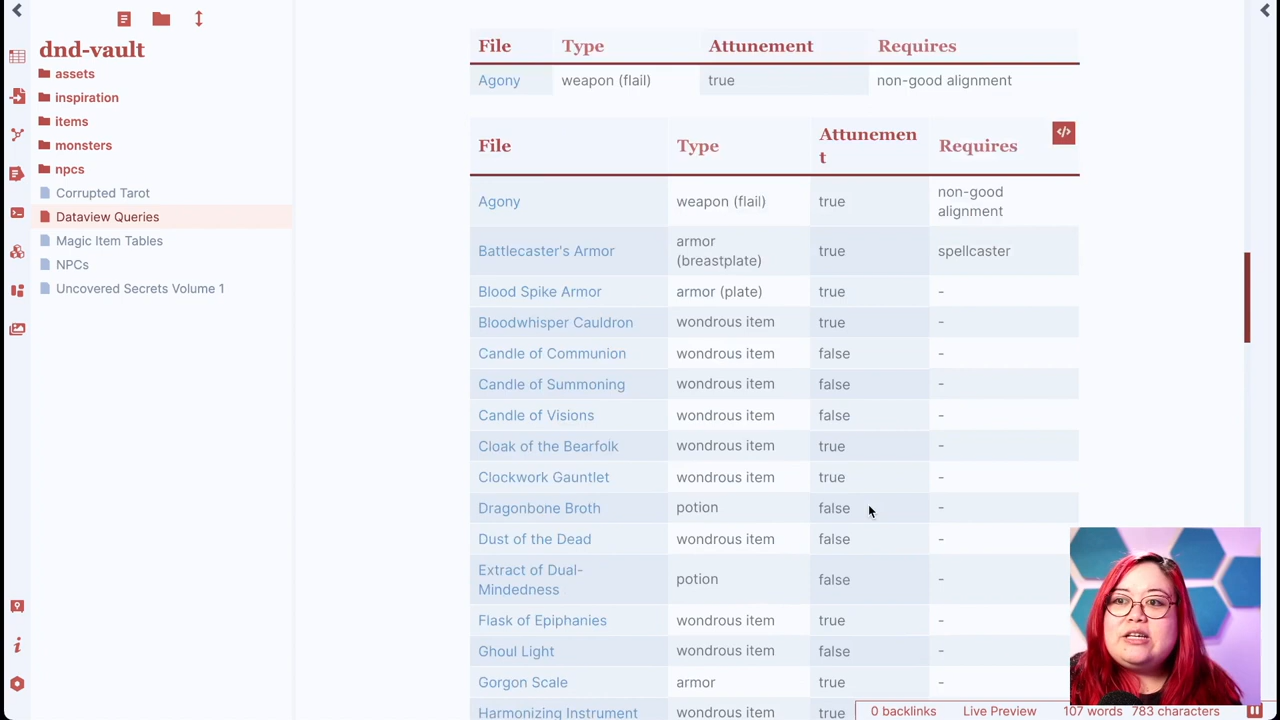 dnd-vault
assets
inspiration
items
monsters
npcs
Corrupted Tarot
Dataview Queries
Magic Item Tables
NPCs
Uncovered Secrets Volume 1
File Type Attunement Requires
Agony weapon (flail) true non-good alignment
File Type Attunemen
t Requires
Agony weapon (flail) true non-good
alignment
Battlecaster's Armor armor
(breastplate) true spellcaster
Blood Spike Armor armor (plate) true -
Bloodwhisper Cauldron wondrous item true -
Candle of Communion wondrous item false -
Candle of Summoning wondrous item false -
Candle of Visions wondrous item false -
Cloak of the Bearfolk wondrous item true -
Clockwork Gauntlet wondrous item true -
Dragonbone Broth potion false -
Dust of the Dead wondrous item false -
Extract of Dual-
Mindedness potion false -
Flask of Epiphanies wondrous item true -
Ghoul Light wondrous item false -
Gorgon Scale armor true -
Harmonizing Instrument wondrous item true
0 backlinks Live Preview 107 words 783 characters